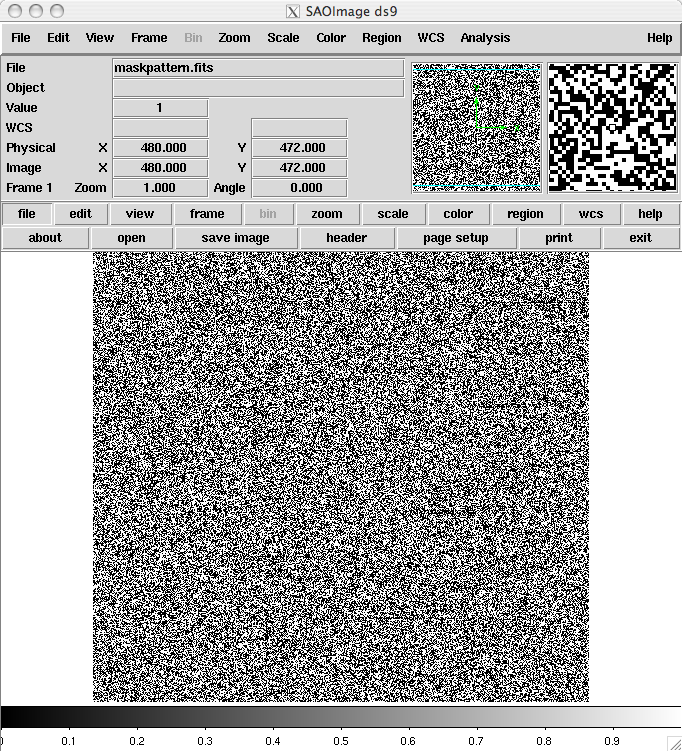 SAOImage ds9
File Edit View Frame Bin Zoom Scale Color Region WCS Analysis Help
File maskpattern.fits
Object
Value 1
WCS
Physical X 480.000 Y 472.000
Image X 480.000 Y 472.000
Frame 1 Zoom 1.000 Angle 0.000
file edit view frame bin zoom scale color region wcs help
about open save image header page setup print exit
0.1 0.2 0.3 0.4 0.5 0.6 0.7 0.8 0.9